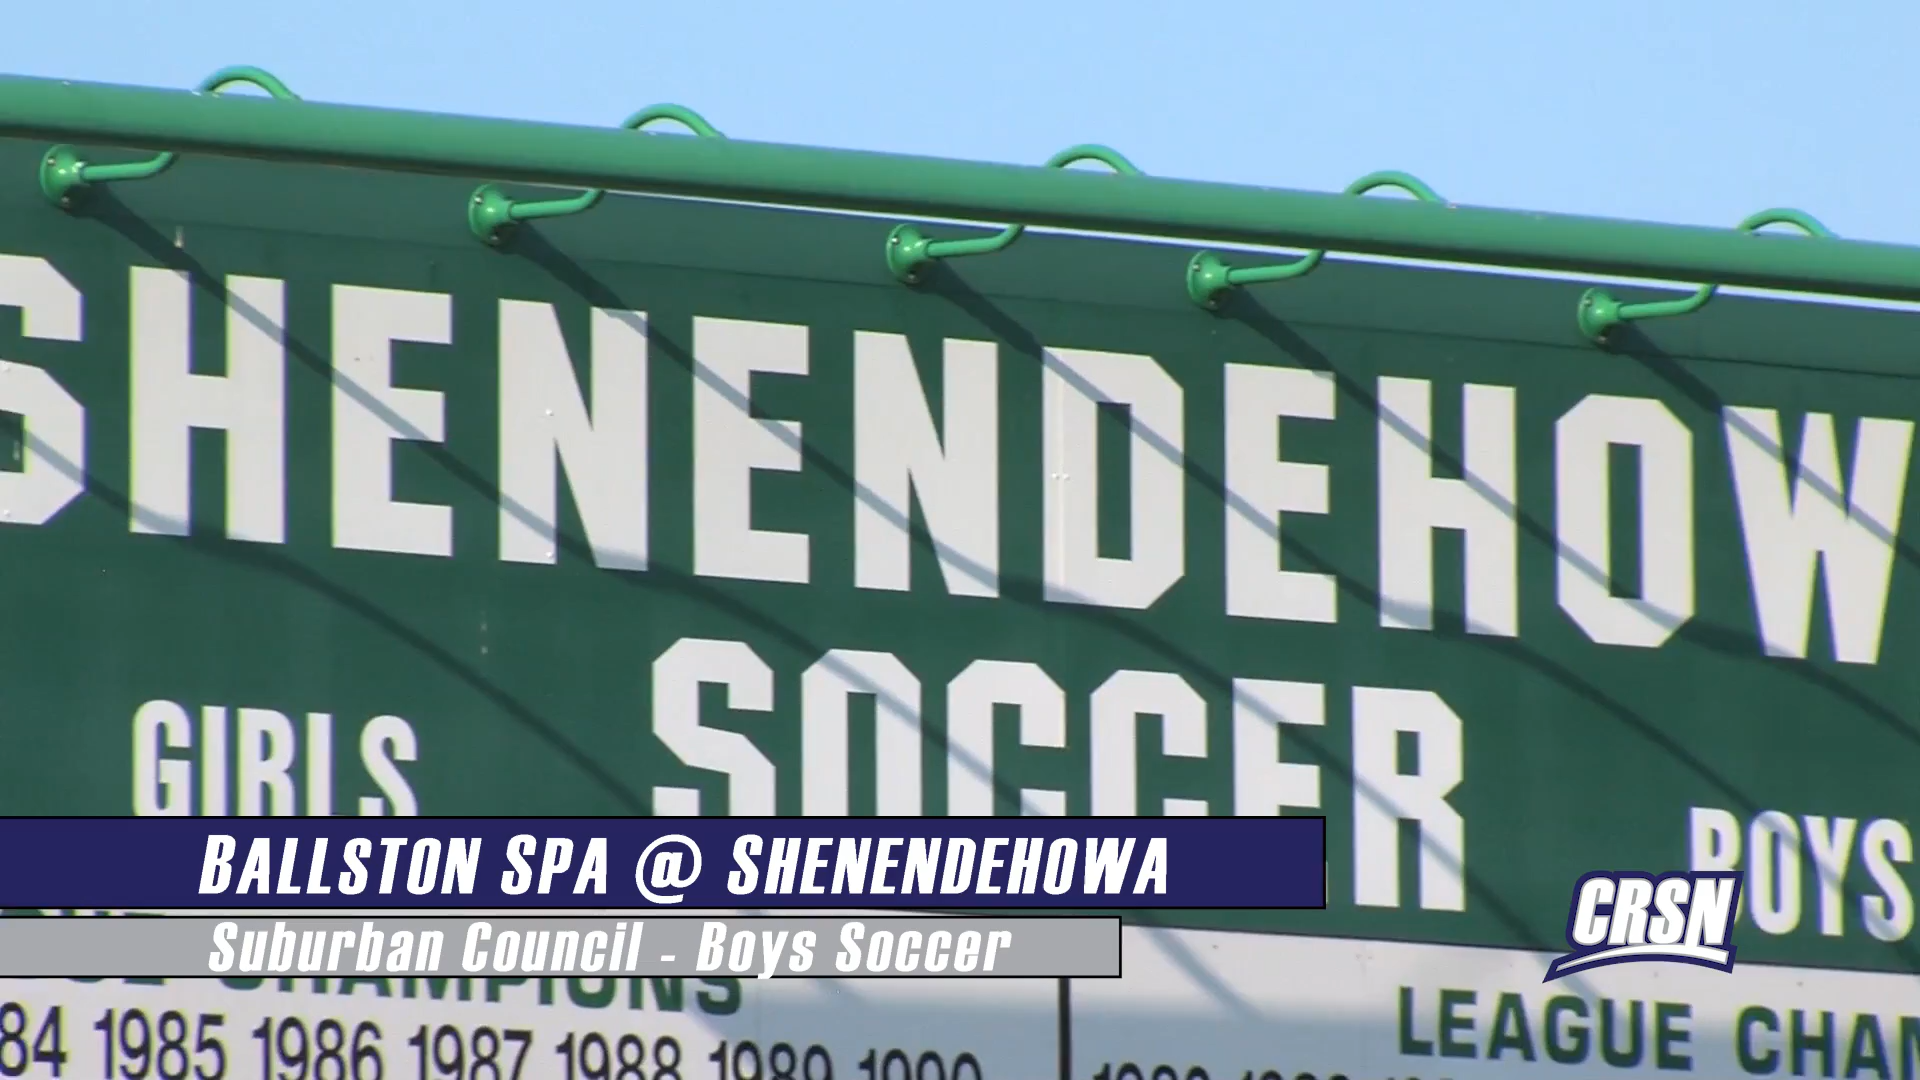 SHENENDEHOW
SOCCER
GIRLS
BOYS
BALLSTON SPA @ SHENENDEHOWA
Suburban Council - Boys Soccer
CRSN
CHAMPIONS
84 1985 1986 1987 1988 1989 1990
LEAGUE CHAM